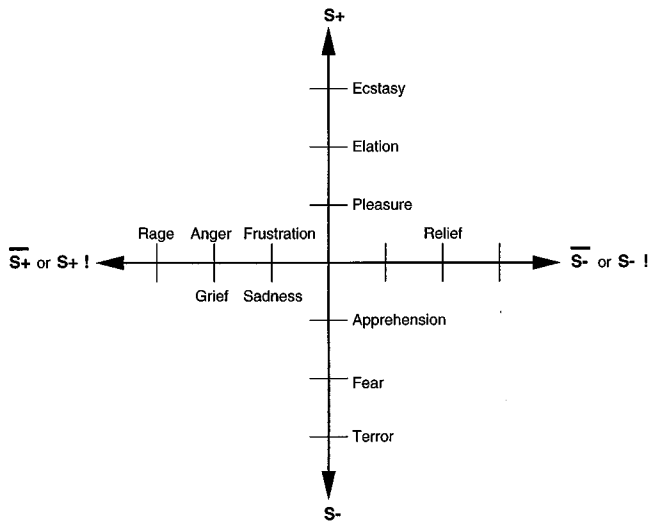 S+
Ecstasy
Elation
Pleasure
Rage Anger Frustration Relief
S̅+̅ or S+ ! S̅-̅ or S- !
Grief Sadness
Apprehension
Fear
Terror
S-